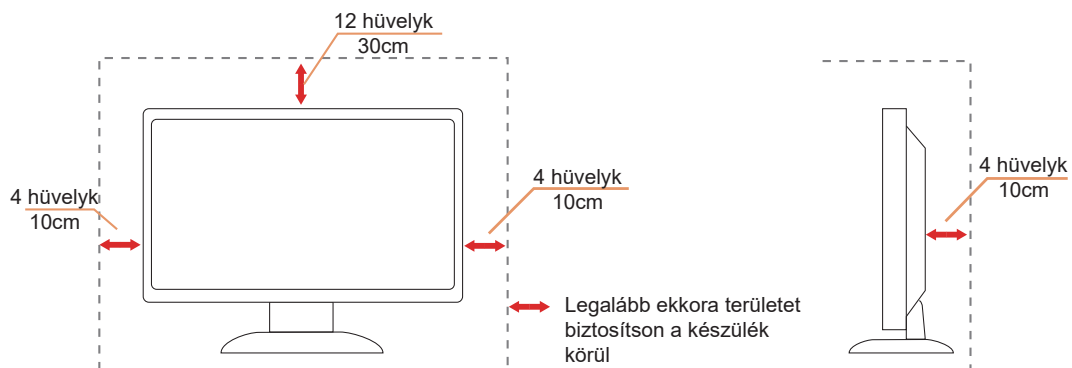 12 hüvelyk
30cm
4 hüvelyk
10cm
4 hüvelyk
10cm
4 hüvelyk
10cm
Legalább ekkora területet
biztosítson a készülék
körül